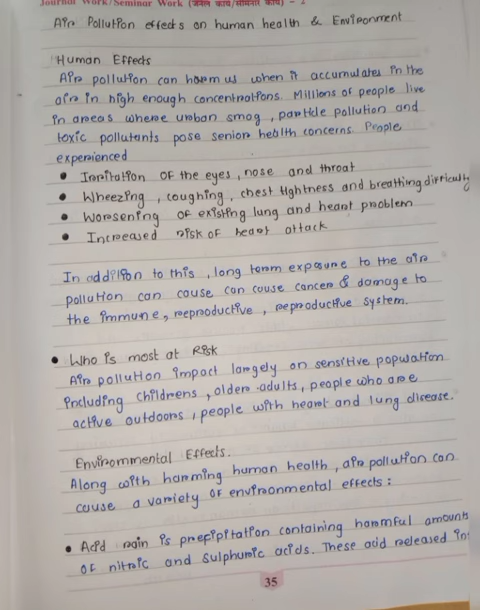 Journal Work/Seminar Work (जर्नल कार्य/सेमिनार कार्य) - 2
Air Pollution effects on human health & Environment
Human Effects
Air pollution can harm us when it accumulates in the
air in high enough concentrations. Millions of people live
in areas where urban smog, particle pollution and
toxic pollutants pose senior health concerns. People
experienced
• Irritation of the eyes, nose and throat
• Wheezing, coughing, chest tightness and breathing difficulty
• Worsening of existing lung and heart problem
• Increased risk of heart attack
In addition to this, long term exposure to the air
pollution can cause can couse cancer & damage to
the immune, reproductive, reproductive system.
• Who is most at Risk
Air pollution impact largely on sensitive population
including childrens, older adults, people who are
active outdoors, people with heart and lung disease.
Environmental Effects.
Along with harming human health, air pollution can
cause a variety of environmental effects:
• Acid rain is precipitation containing harmful amounts
of nitric and sulphuric acids. These acid released in
35